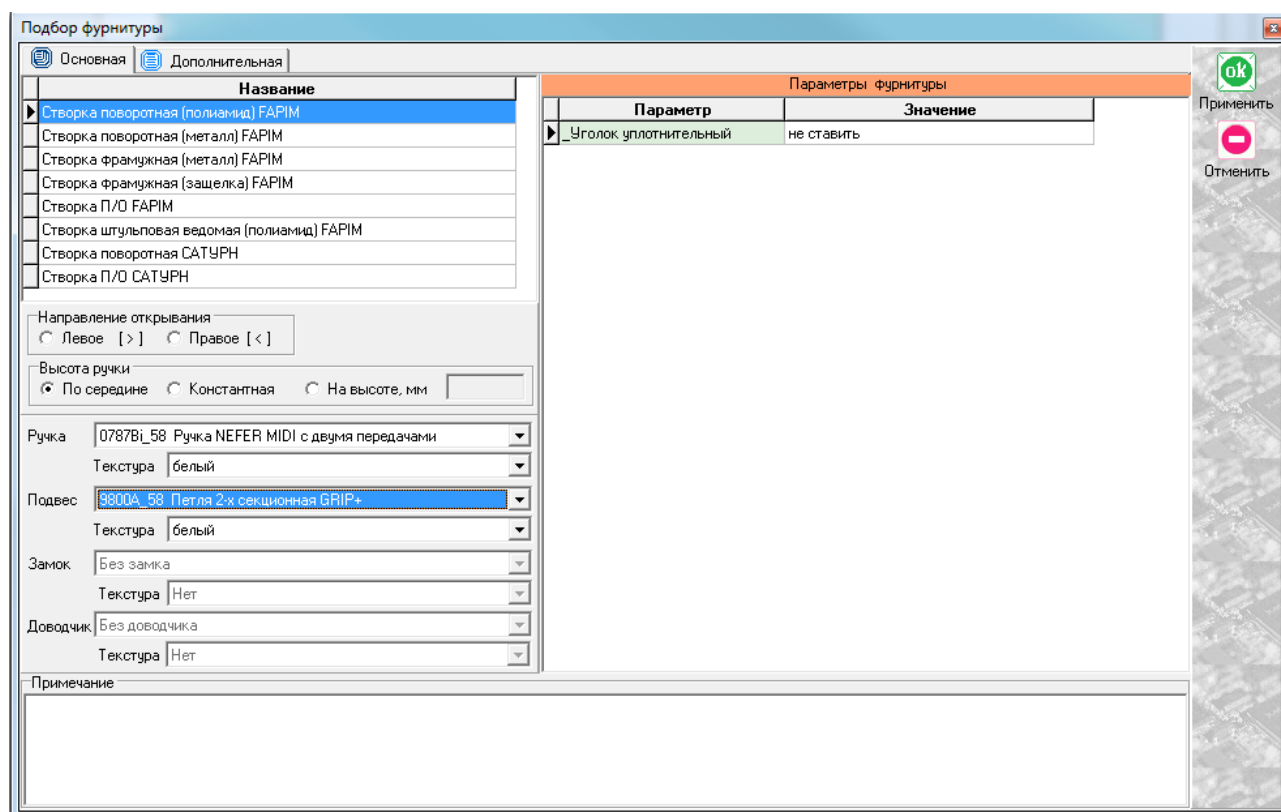 Подбор фурнитуры
Основная
Дополнительная
ok
Применить
Отменить
Название
Створка поворотная (полиамид) FAPIM
Створка поворотная (металл) FAPIM
Створка фрамужная (металл) FAPIM
Створка фрамужная (защелка) FAPIM
Створка П/О FAPIM
Створка штульповая ведомая (полиамид) FAPIM
Створка поворотная САТУРН
Створка П/О САТУРН
Параметры фурнитуры
Параметр Значение
_Уголок уплотнительный не ставить
Направление открывания
Левое [>] Правое [<]
Высота ручки
По середине Константная На высоте, мм
Ручка 0787Bi_58 Ручка NEFER MIDI с двумя передачами
Текстура белый
Подвес 9800A_58 Петля 2-х секционная GRIP+
Текстура белый
Замок Без замка
Текстура Нет
Доводчик Без доводчика
Текстура Нет
Примечание